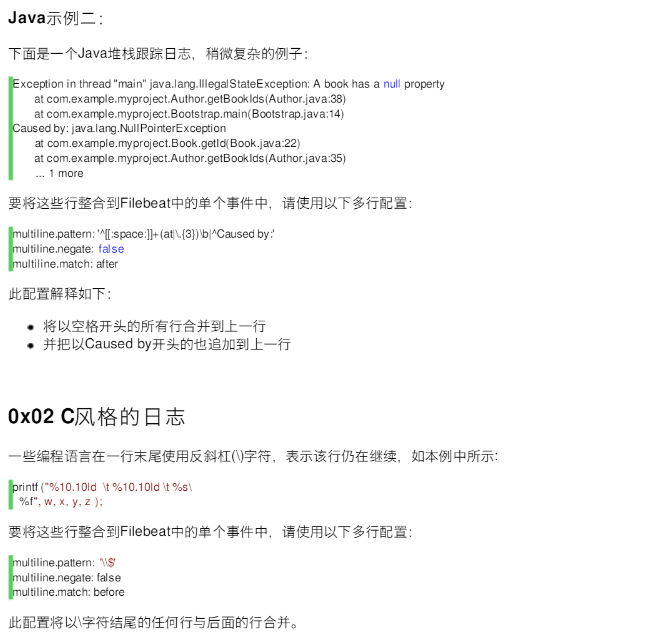 Java示例二：
下面是一个Java堆栈跟踪日志，稍微复杂的例子：
Exception in thread "main" java.lang.IllegalStateException: A book has a null property
at com.example.myproject.Author.getBookIds(Author.java:38)
at com.example.myproject.Bootstrap.main(Bootstrap.java:14)
Caused by: java.lang.NullPointerException
at com.example.myproject.Book.getId(Book.java:22)
at com.example.myproject.Author.getBookIds(Author.java:35)
... 1 more
要将这些行整合到Filebeat中的单个事件中，请使用以下多行配置：
multiline.pattern: '^[[:space:]]+(at|\.{3})\b|^Caused by:'
multiline.negate: false
multiline.match: after
此配置解释如下：
将以空格开头的所有行合并到上一行
并把以Caused by开头的也追加到上一行
0x02 C风格的日志
一些编程语言在一行末尾使用反斜杠(\)字符，表示该行仍在继续，如本例中所示:
printf ("%10.10ld \t %10.10ld \t %s\
%f", w, x, y, z );
要将这些行整合到Filebeat中的单个事件中，请使用以下多行配置：
multiline.pattern: '\\$'
multiline.negate: false
multiline.match: before
此配置将以\字符结尾的任何行与后面的行合并。